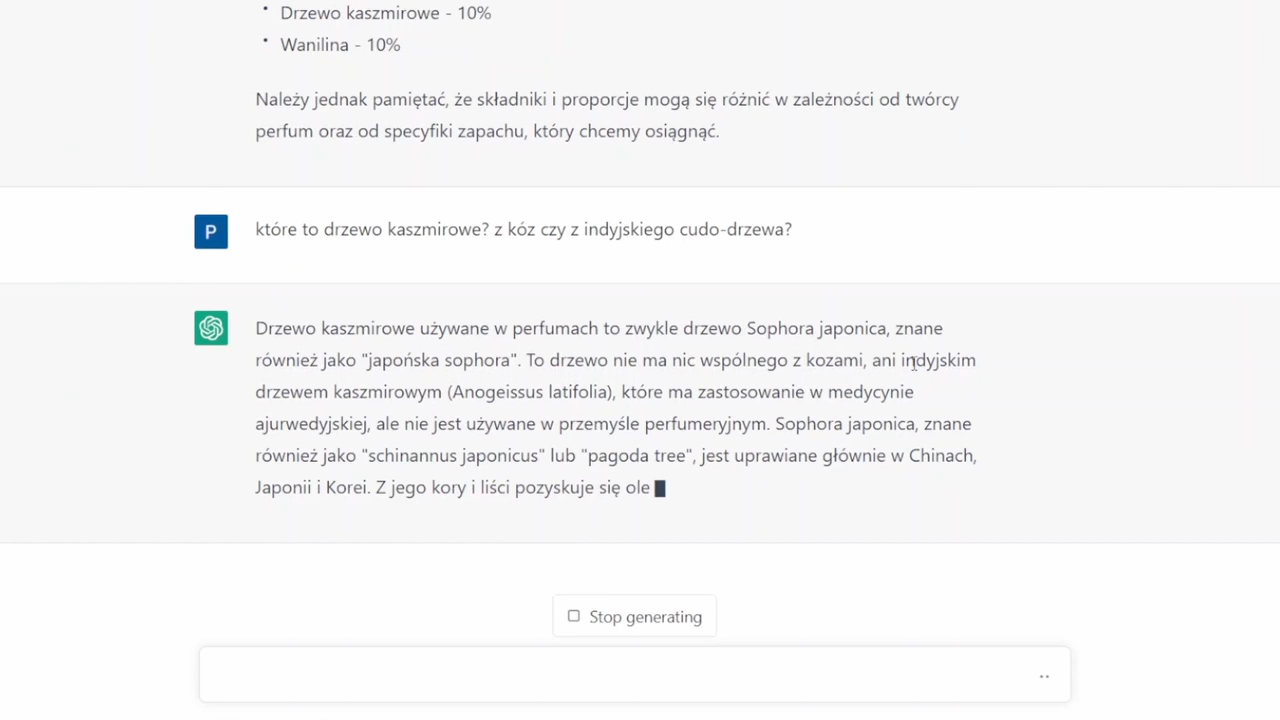 • Drzewo kaszmirowe - 10%
• Wanilina - 10%
Należy jednak pamiętać, że składniki i proporcje mogą się różnić w zależności od twórcy
perfum oraz od specyfiki zapachu, który chcemy osiągnąć.
P
które to drzewo kaszmirowe? z kóz czy z indyjskiego cudo-drzewa?
Drzewo kaszmirowe używane w perfumach to zwykle drzewo Sophora japonica, znane
również jako "japońska sophora". To drzewo nie ma nic wspólnego z kozami, ani indyjskim
drzewem kaszmirowym (Anogeissus latifolia), które ma zastosowanie w medycynie
ajurwedyjskiej, ale nie jest używane w przemyśle perfumeryjnym. Sophora japonica, znane
również jako "schinannus japonicus" lub "pagoda tree", jest uprawiane głównie w Chinach,
Japonii i Korei. Z jego kory i liści pozyskuje się ole
Stop generating